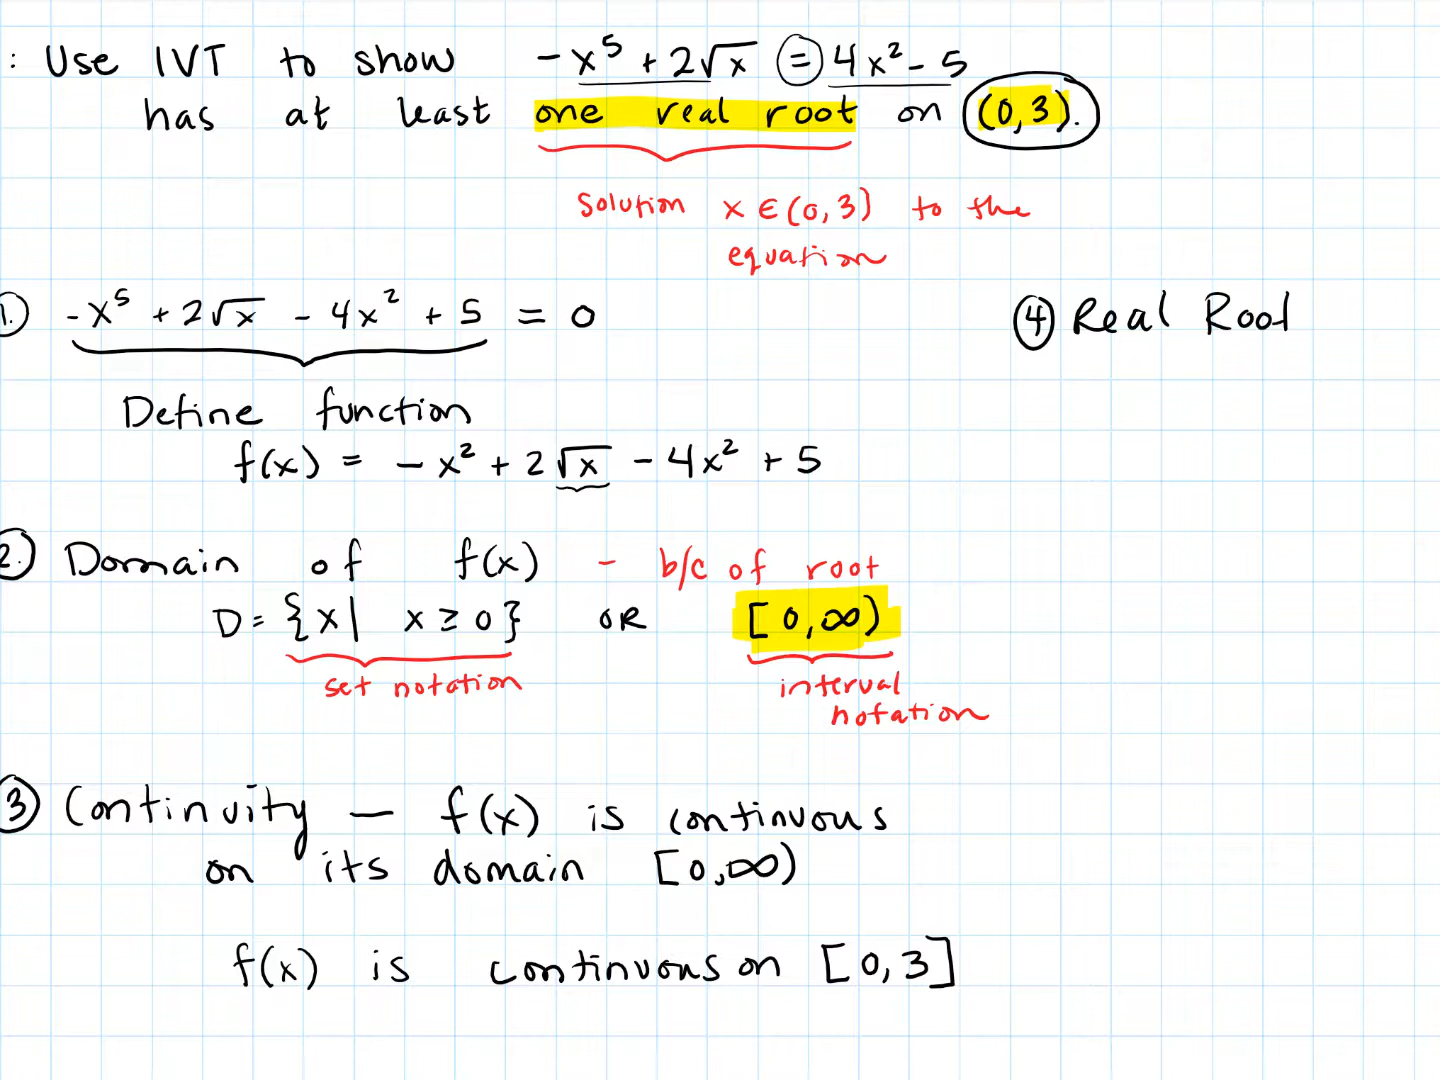 : Use IVT to show -x⁵ + 2√x = 4x² - 5
has at least one real root on (0,3).
Solution x ∈ (0,3) to the
equation
1. -x⁵ + 2√x - 4x² + 5 = 0
④ Real Root
Define function
f(x) = -x² + 2√x - 4x² + 5
2. Domain of f(x) - b/c of root
D = {x| x ≥ 0} OR [0,∞)
set notation
interval
notation
③ Continuity — f(x) is continuous
on its domain [0,∞)
f(x) is continuous on [0,3]